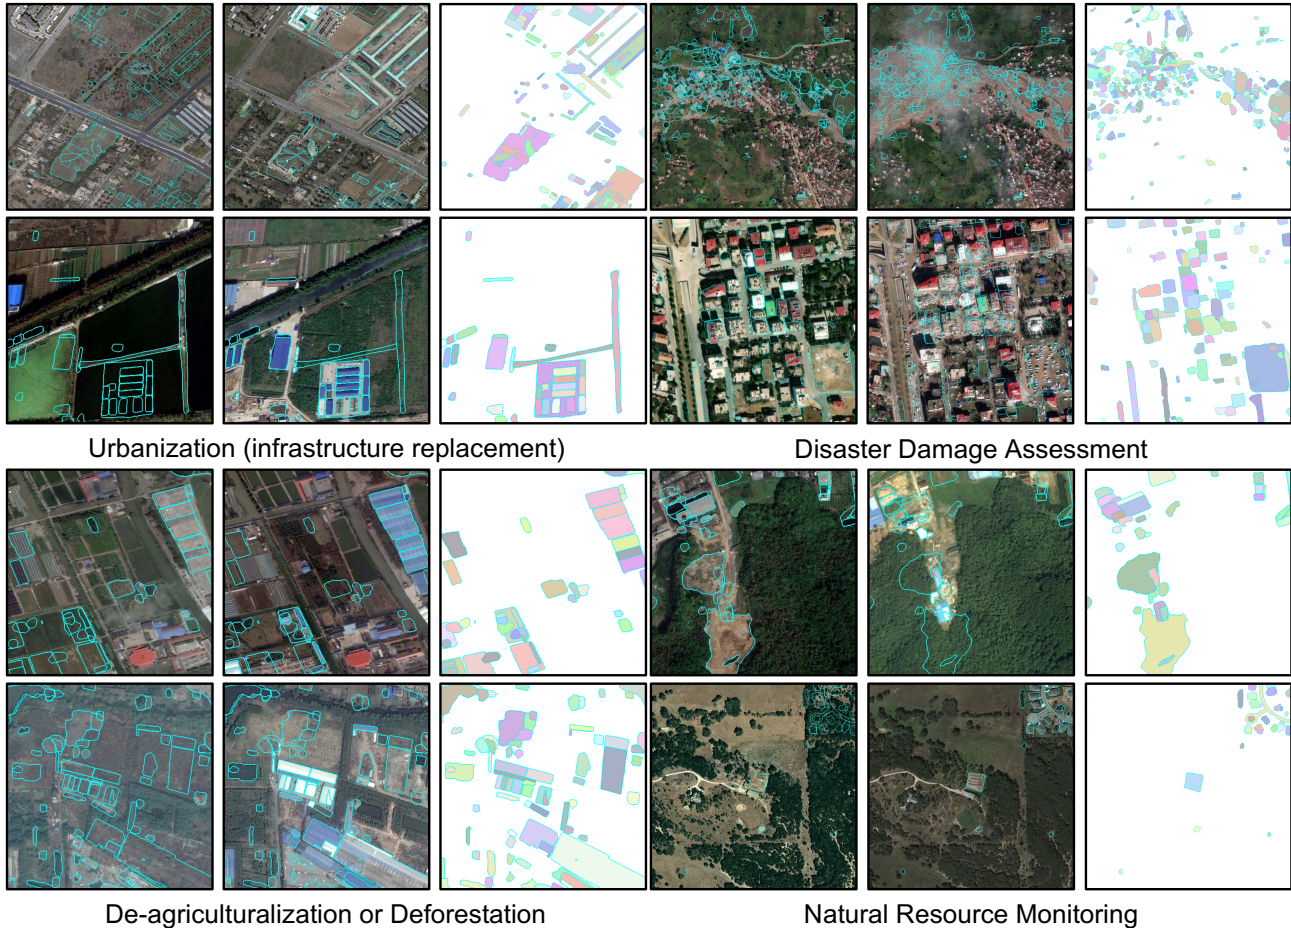 Urbanization (infrastructure replacement)
Disaster Damage Assessment
De-agriculturalization or Deforestation
Natural Resource Monitoring